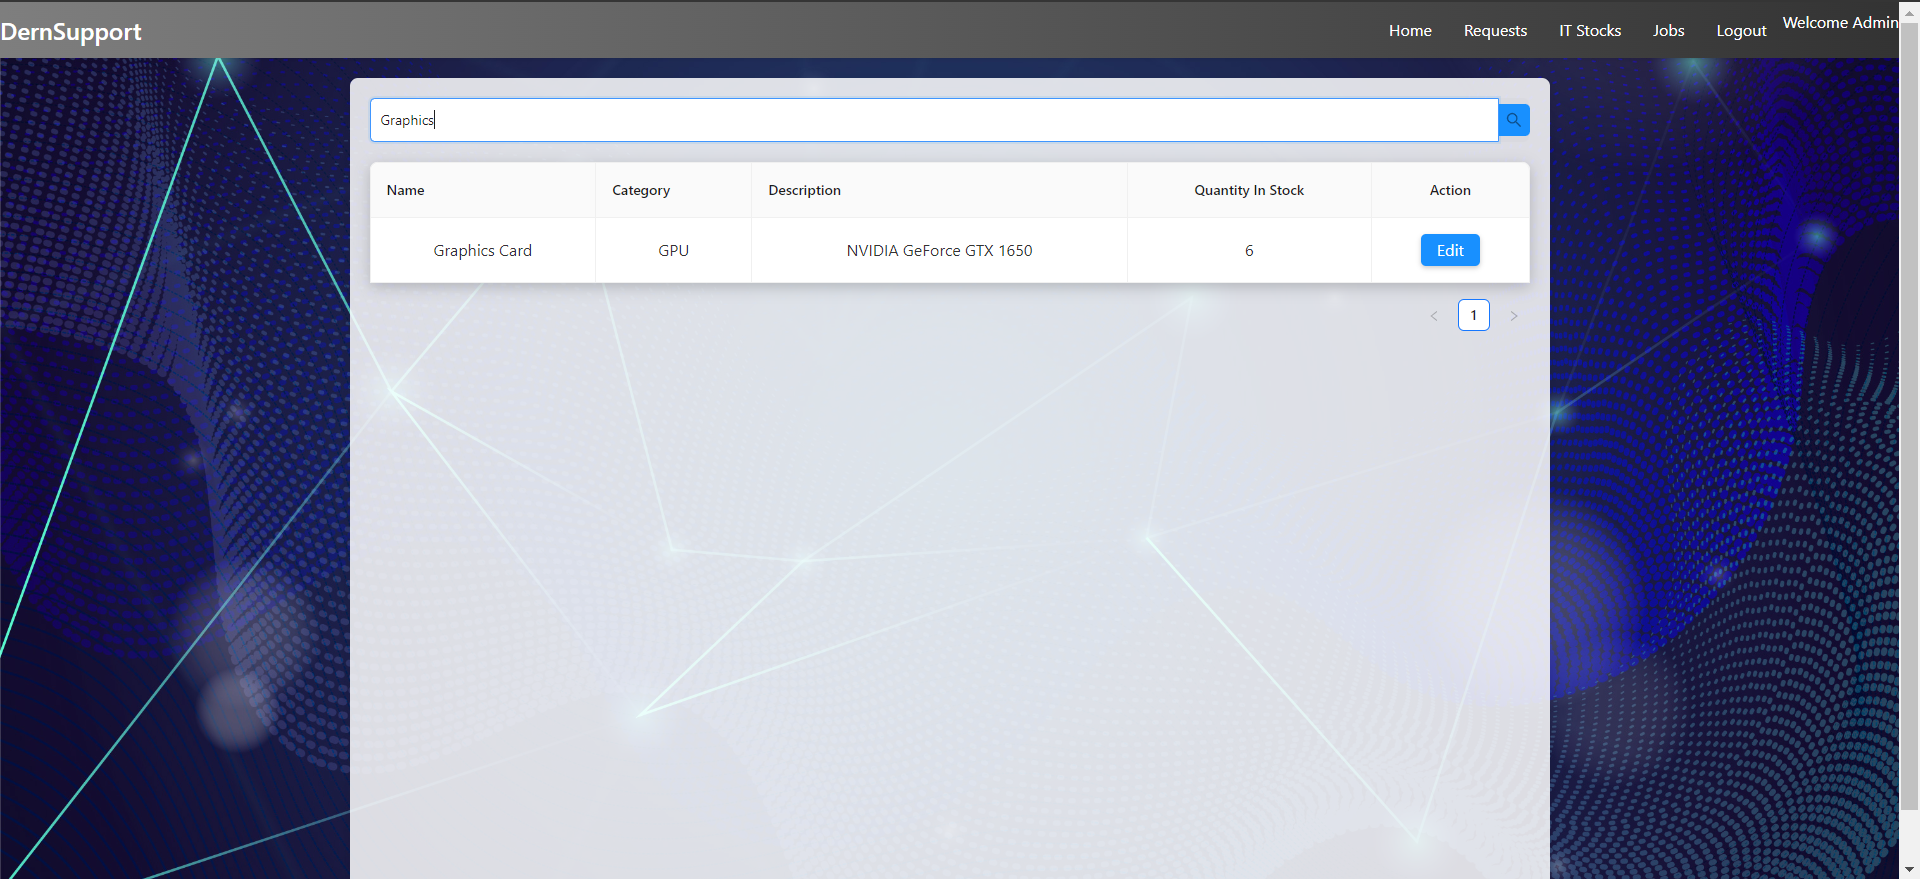 DernSupport
Home Requests IT Stocks Jobs Logout Welcome Admin
Graphics
Name Category Description Quantity In Stock Action
Graphics Card GPU NVIDIA GeForce GTX 1650 6 Edit
1